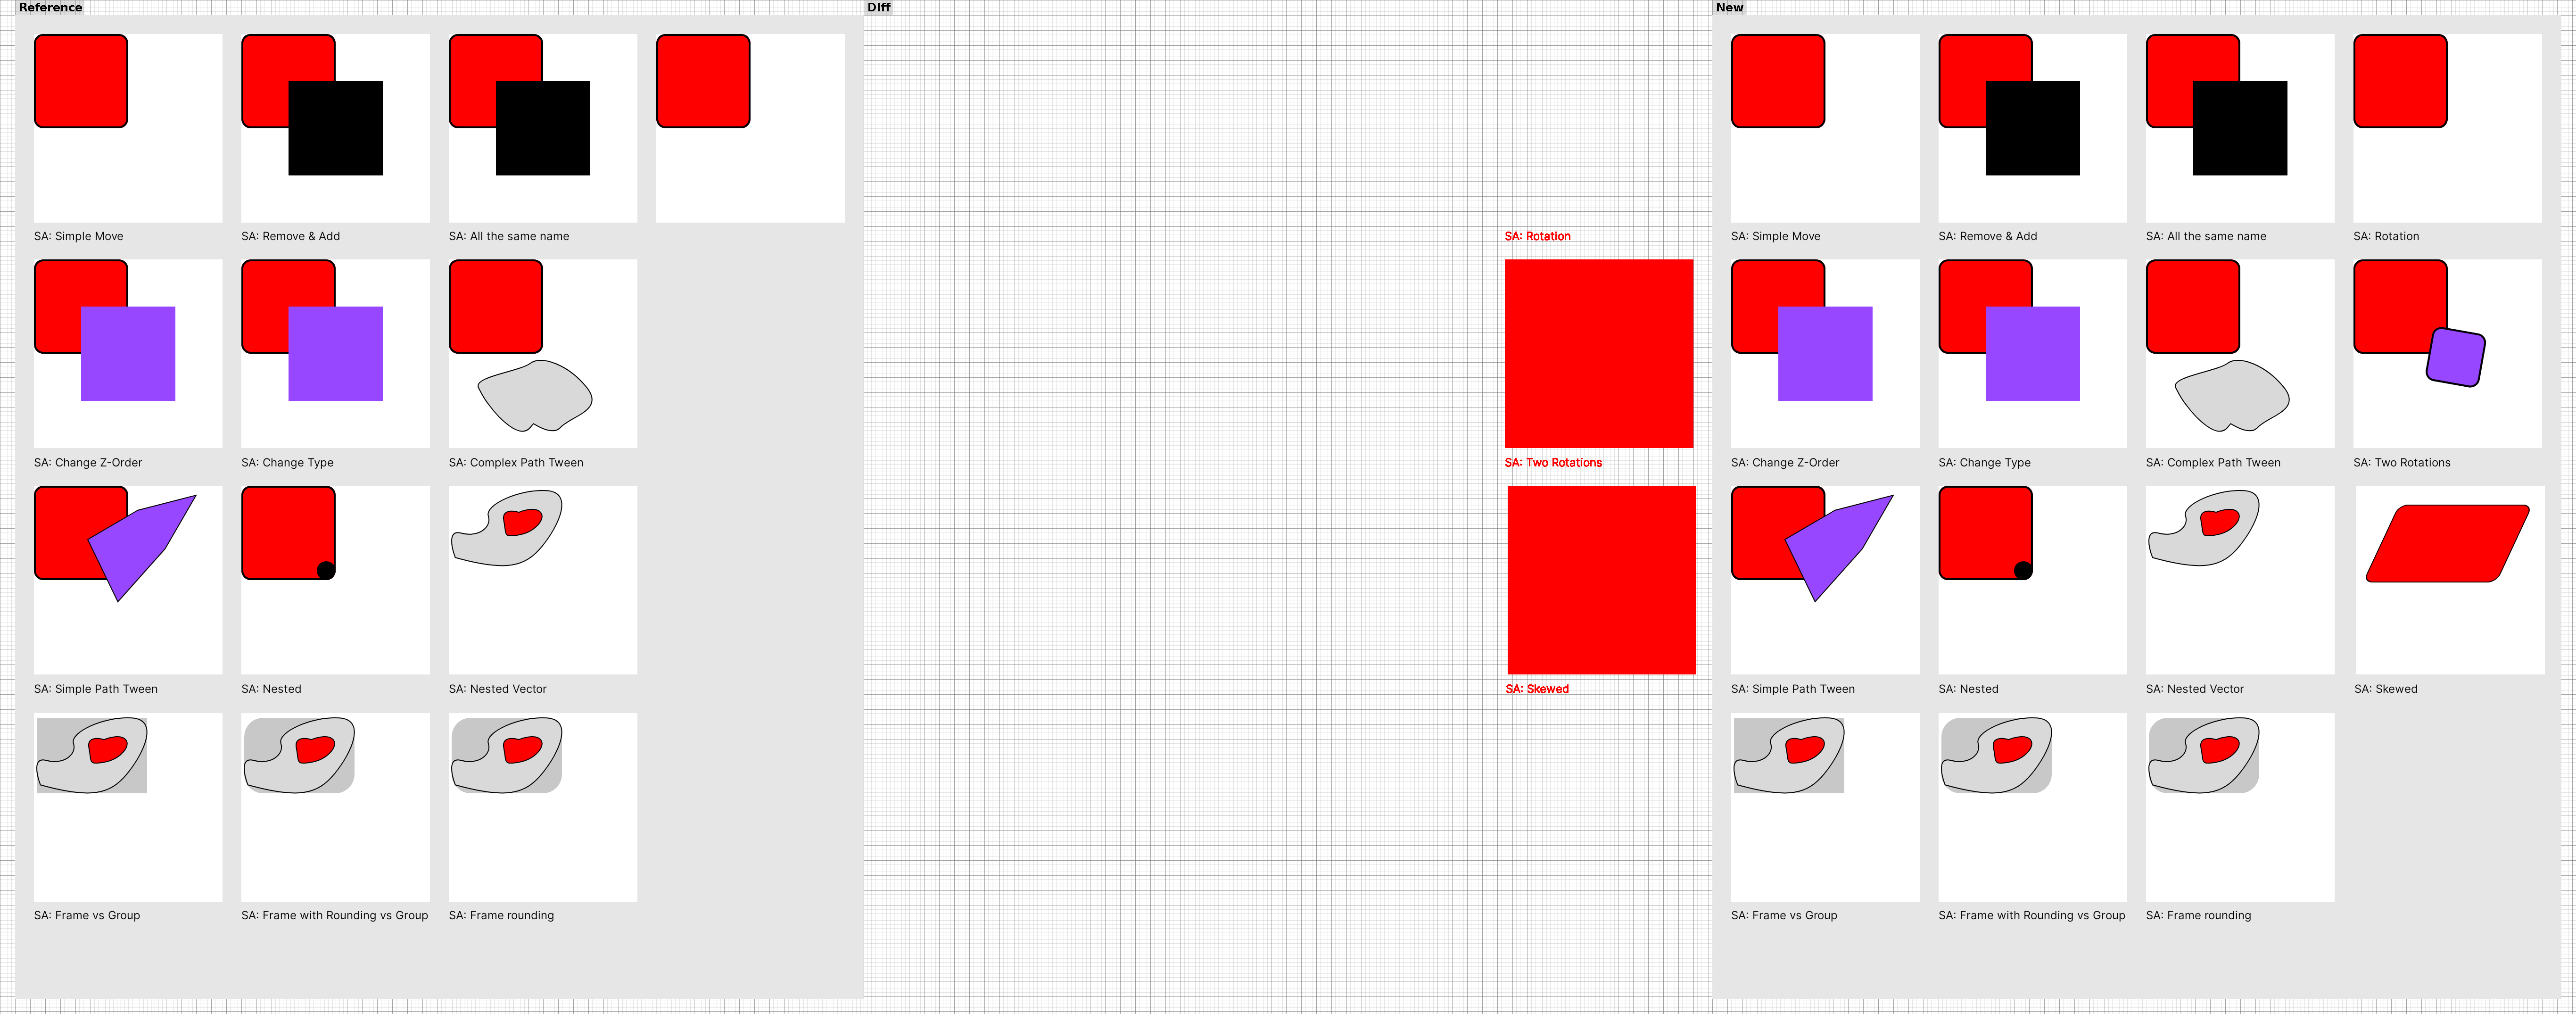 Reference
SA: Simple Move
SA: Remove & Add
SA: All the same name
SA: Change Z-Order
SA: Change Type
SA: Complex Path Tween
SA: Simple Path Tween
SA: Nested
SA: Nested Vector
SA: Frame vs Group
SA: Frame with Rounding vs Group
SA: Frame rounding
Diff
SA: Rotation
SA: Two Rotations
SA: Skewed
New
SA: Simple Move
SA: Remove & Add
SA: All the same name
SA: Rotation
SA: Change Z-Order
SA: Change Type
SA: Complex Path Tween
SA: Two Rotations
SA: Simple Path Tween
SA: Nested
SA: Nested Vector
SA: Skewed
SA: Frame vs Group
SA: Frame with Rounding vs Group
SA: Frame rounding